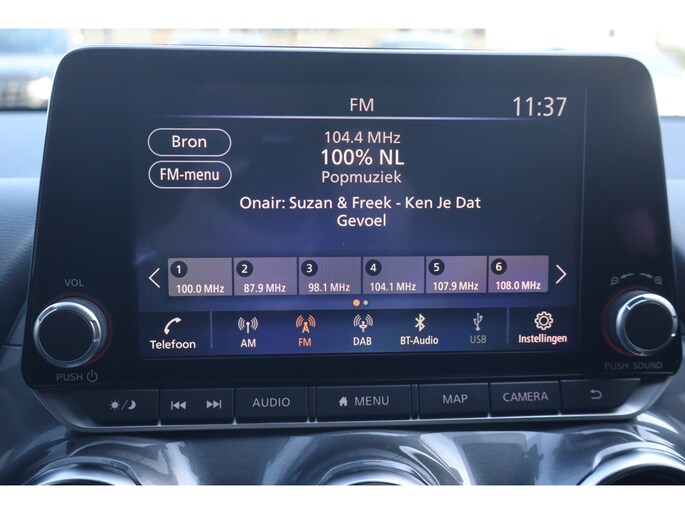 FM
11:37
Bron
FM-menu
104.4 MHz
100% NL
Popmuziek
Onair: Suzan & Freek - Ken Je Dat
Gevoel
1 2 3 4 5 6
100.0 MHz 87.9 MHz 98.1 MHz 104.1 MHz 107.9 MHz 108.0 MHz
VOL
Telefoon AM FM DAB BT-Audio USB Instellingen
PUSH
PUSH SOUND
AUDIO MENU MAP CAMERA